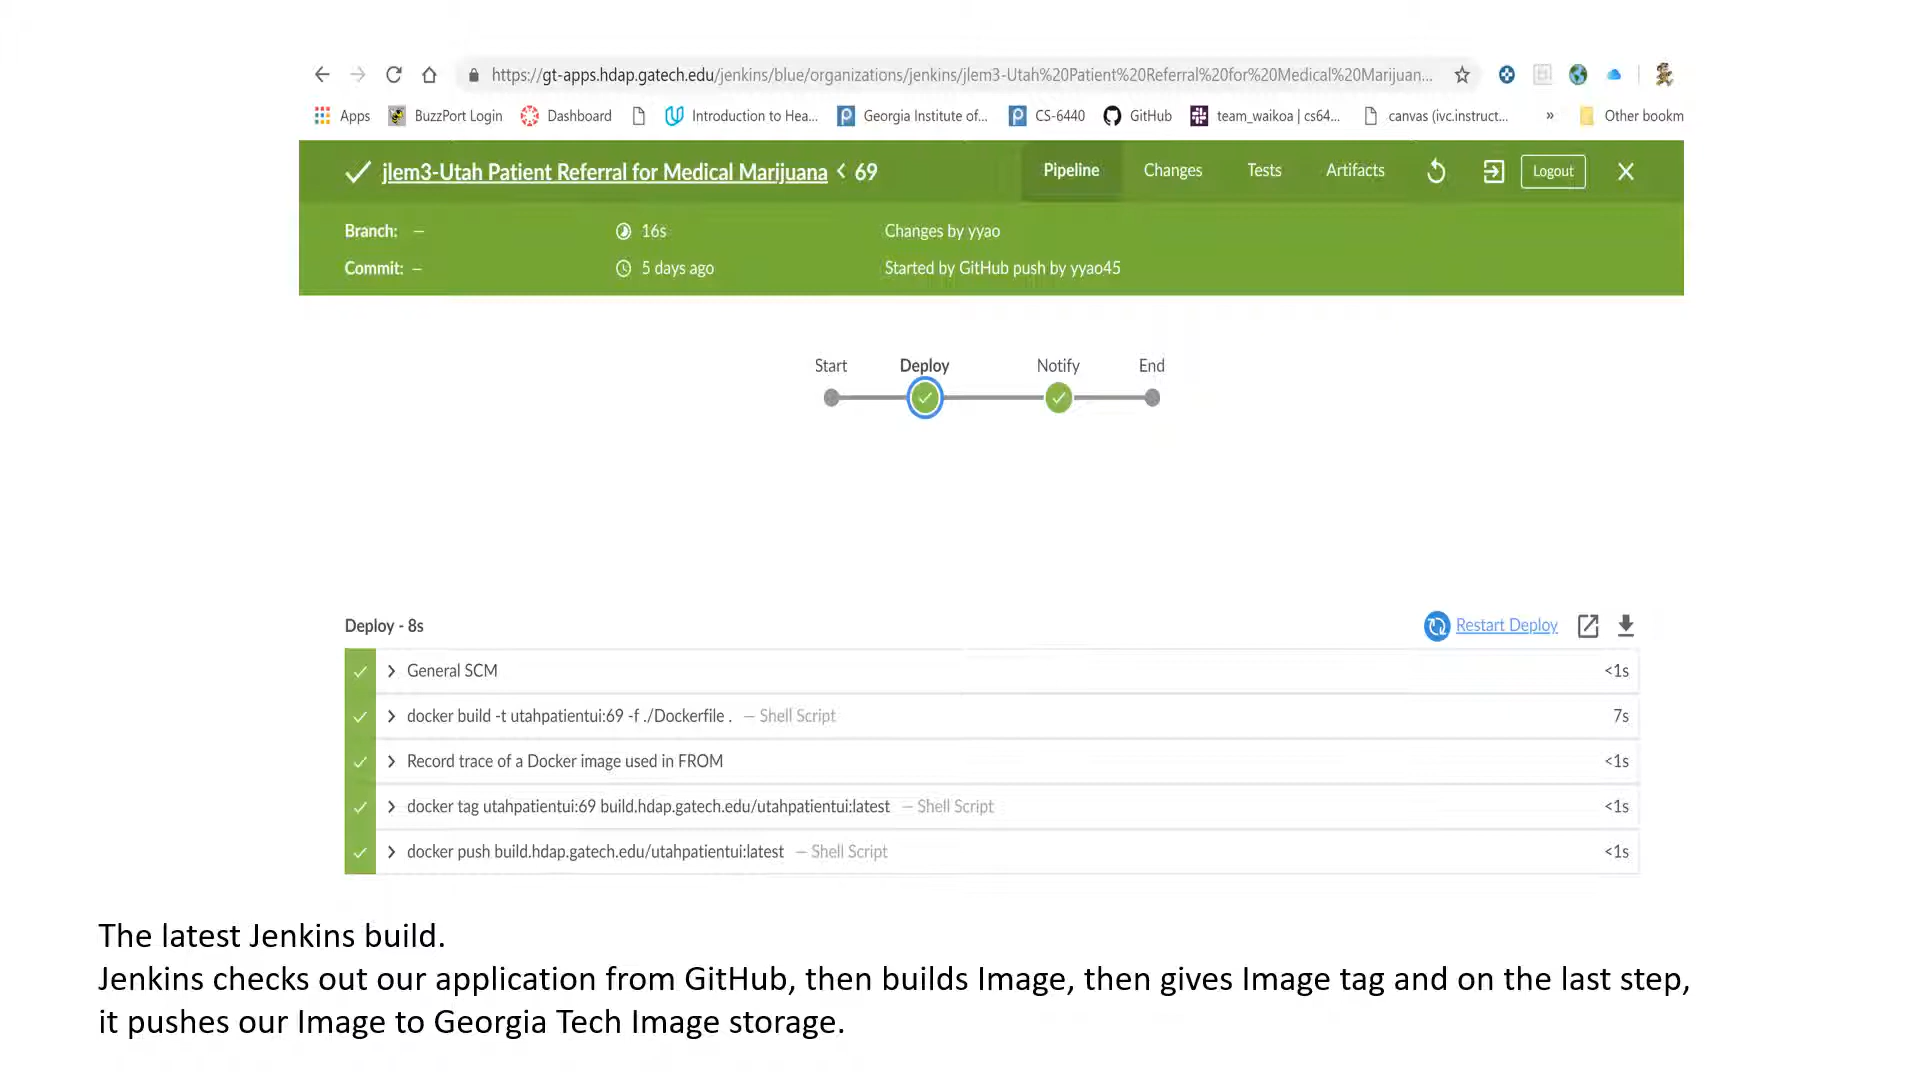 https://gt-apps.hdap.gatech.edu/jenkins/blue/organizations/jenkins/jlem3-Utah%20Patient%20Referral%20for%20Medical%20Marijuan...
Apps BuzzPort Login Dashboard Introduction to Hea... Georgia Institute of... CS-6440 GitHub team_waikoa | cs64... canvas (ivc.instruct... » Other bookm
jlem3-Utah Patient Referral for Medical Marijuana < 69 Pipeline Changes Tests Artifacts Logout
Branch: — 16s Changes by yyao
Commit: — 5 days ago Started by GitHub push by yyao45
Start Deploy Notify End
Deploy - 8s Restart Deploy
General SCM <1s
docker build -t utahpatientui:69 -f ./Dockerfile . — Shell Script 7s
Record trace of a Docker image used in FROM <1s
docker tag utahpatientui:69 build.hdap.gatech.edu/utahpatientui:latest — Shell Script <1s
docker push build.hdap.gatech.edu/utahpatientui:latest — Shell Script <1s
The latest Jenkins build.
Jenkins checks out our application from GitHub, then builds Image, then gives Image tag and on the last step,
it pushes our Image to Georgia Tech Image storage.